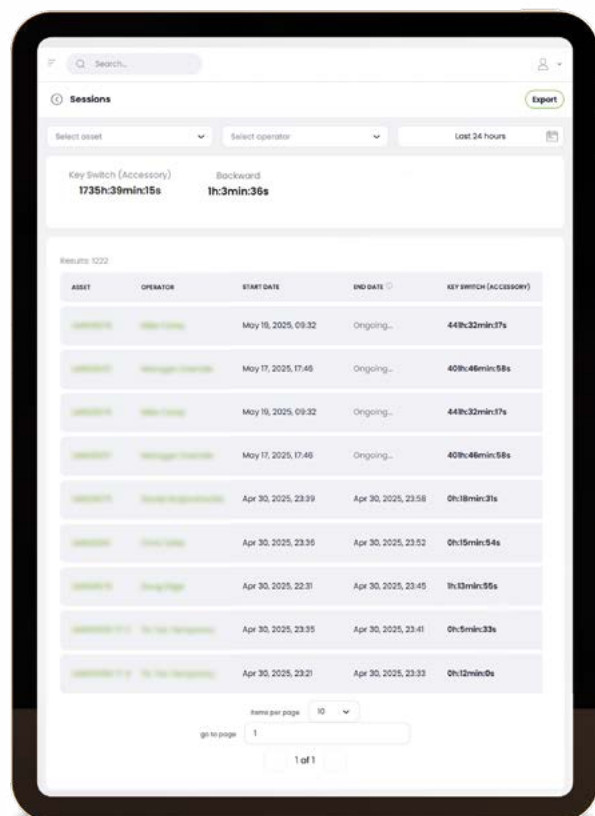 Search...
Sessions
Export
Select asset
Select operator
Last 24 hours
Key Switch (Accessory)
Backward
1735h:39min:15s
1h:3min:36s
Results: 1222
ASSET OPERATOR START DATE END DATE KEY SWITCH (ACCESSORY)
May 19, 2025, 09:32 Ongoing... 441h:32min:17s
May 17, 2025, 17:46 Ongoing... 401h:46min:58s
May 19, 2025, 09:32 Ongoing... 441h:32min:17s
May 17, 2025, 17:46 Ongoing... 401h:46min:58s
Apr 30, 2025, 23:39 Apr 30, 2025, 23:58 0h:18min:31s
Apr 30, 2025, 23:36 Apr 30, 2025, 23:52 0h:15min:54s
Apr 30, 2025, 22:31 Apr 30, 2025, 23:45 1h:13min:55s
Apr 30, 2025, 23:35 Apr 30, 2025, 23:41 0h:5min:33s
Apr 30, 2025, 23:21 Apr 30, 2025, 23:33 0h:12min:0s
items per page 10
go to page 1
1 of 1